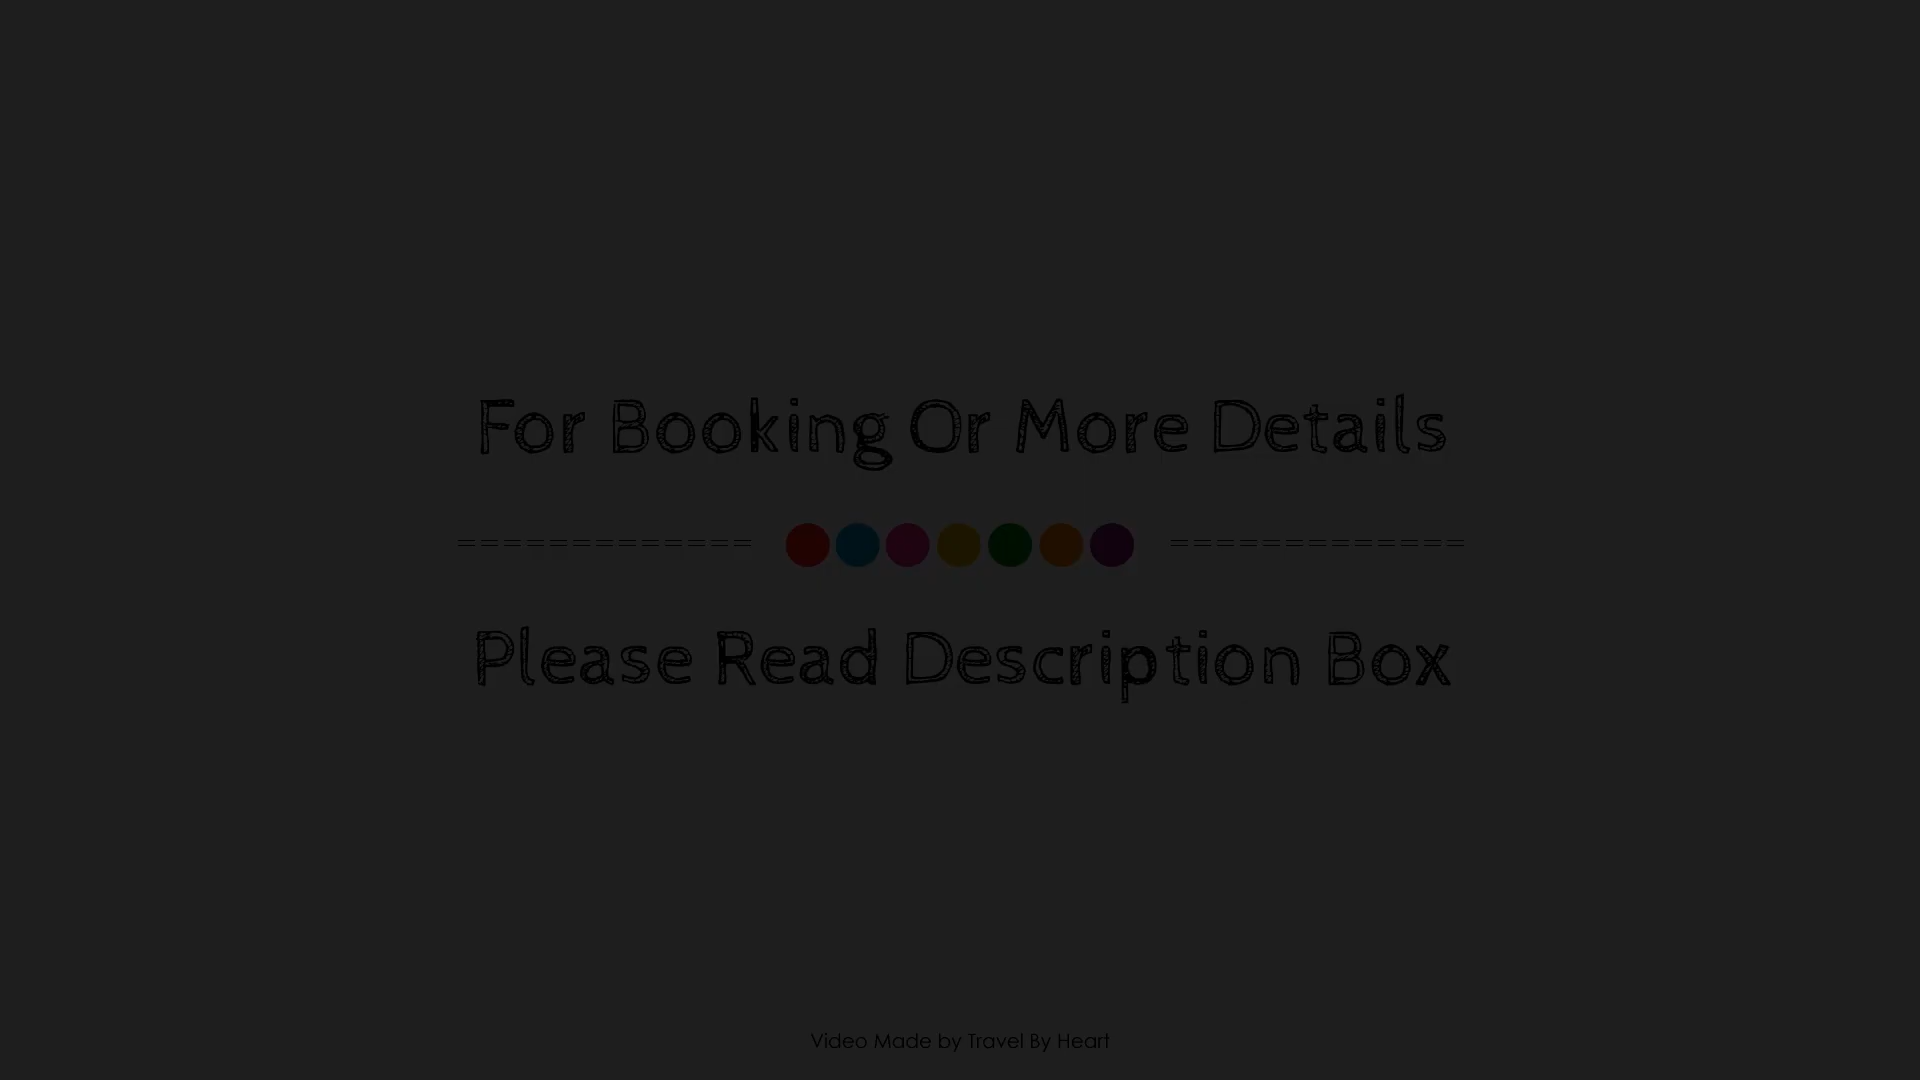 For Booking Or More Details
============= =============
Please Read Description Box
Video Made by Travel By Heart